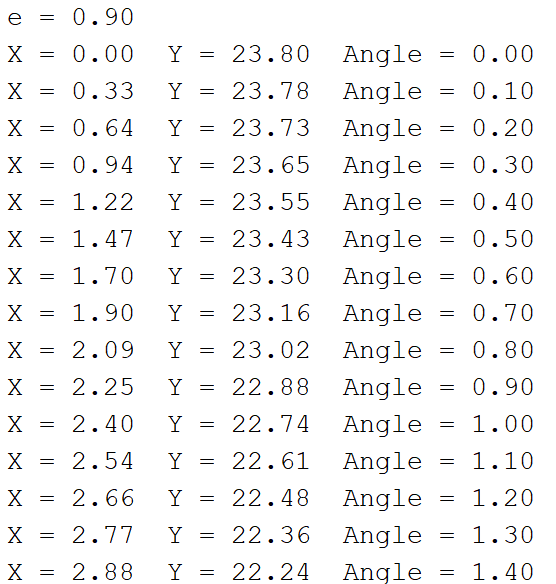 e = 0.90
X = 0.00  Y = 23.80  Angle = 0.00
X = 0.33  Y = 23.78  Angle = 0.10
X = 0.64  Y = 23.73  Angle = 0.20
X = 0.94  Y = 23.65  Angle = 0.30
X = 1.22  Y = 23.55  Angle = 0.40
X = 1.47  Y = 23.43  Angle = 0.50
X = 1.70  Y = 23.30  Angle = 0.60
X = 1.90  Y = 23.16  Angle = 0.70
X = 2.09  Y = 23.02  Angle = 0.80
X = 2.25  Y = 22.88  Angle = 0.90
X = 2.40  Y = 22.74  Angle = 1.00
X = 2.54  Y = 22.61  Angle = 1.10
X = 2.66  Y = 22.48  Angle = 1.20
X = 2.77  Y = 22.36  Angle = 1.30
X = 2.88  Y = 22.24  Angle = 1.40